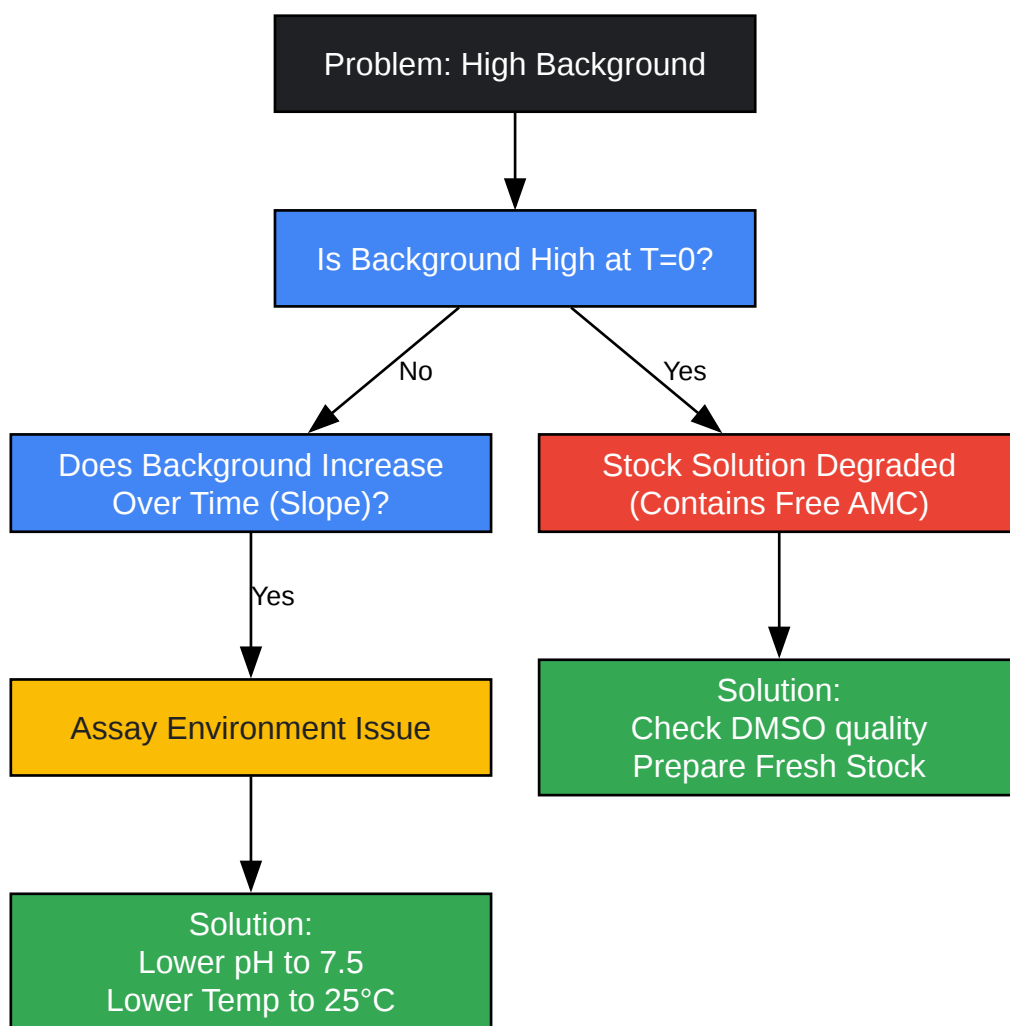 Problem: High Background
Is Background High at T=0?
No
Yes
Does Background Increase
Over Time (Slope)?
Stock Solution Degraded
(Contains Free AMC)
Yes
Assay Environment Issue
Solution:
Check DMSO quality
Prepare Fresh Stock
Solution:
Lower pH to 7.5
Lower Temp to 25°C